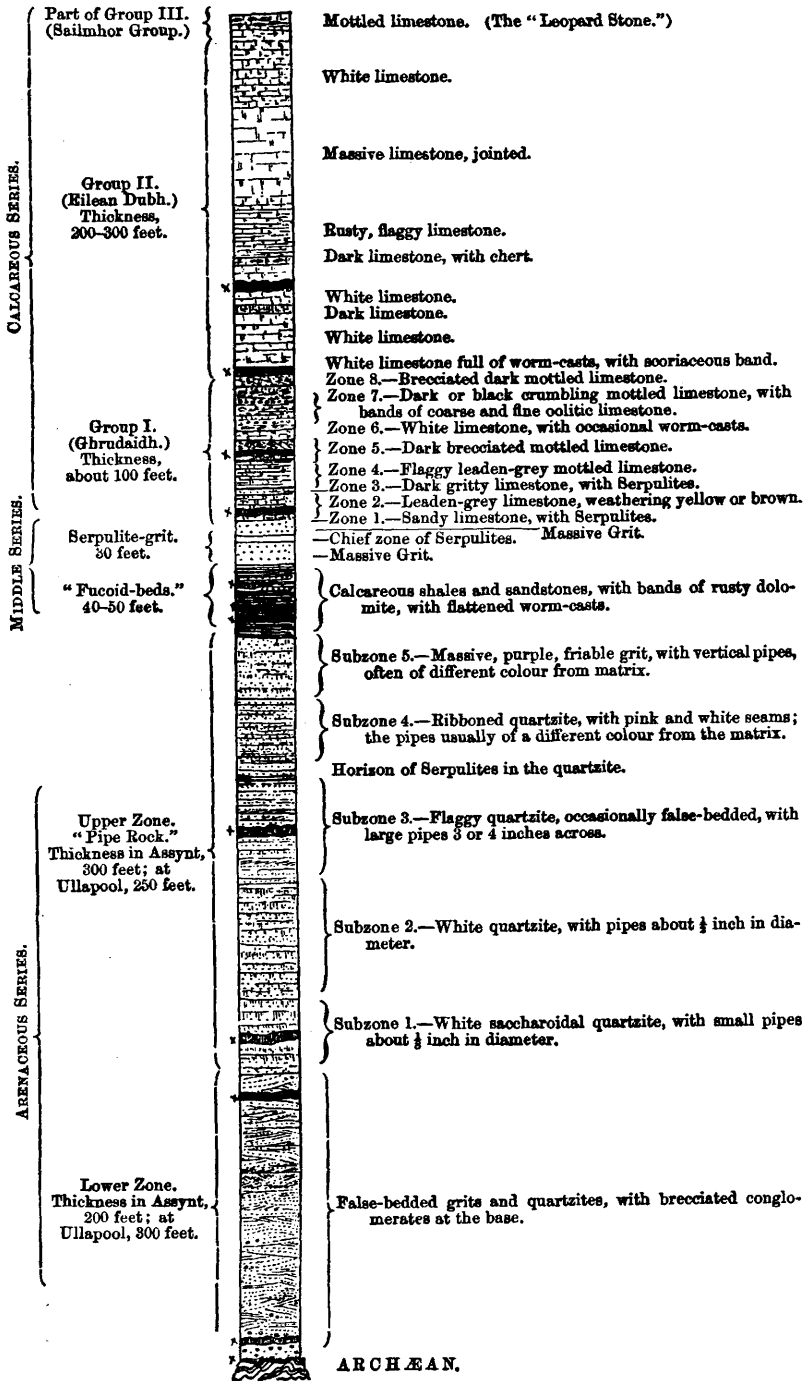 Part of Group III.
(Sailmhor Group.)
Mottled limestone. (The "Leopard Stone.")
White limestone.
Massive limestone, jointed.
CALCAREOUS SERIES.
Group II.
(Eilean Dubh.)
Thickness,
200–300 feet.
Rusty, flaggy limestone.
Dark limestone, with chert.
White limestone.
Dark limestone.
White limestone.
White limestone full of worm-casts, with scoriaceous band.
Group I.
(Ghrudaidh.)
Thickness,
about 100 feet.
Zone 8.—Brecciated dark mottled limestone.
Zone 7.—Dark or black crumbling mottled limestone, with
bands of coarse and fine oolitic limestone.
Zone 6.—White limestone, with occasional worm-casts.
Zone 5.—Dark brecciated mottled limestone.
Zone 4.—Flaggy leaden-grey mottled limestone.
Zone 3.—Dark gritty limestone, with Serpulites.
Zone 2.—Leaden-grey limestone, weathering yellow or brown.
Zone 1.—Sandy limestone, with Serpulites.
MIDDLE SERIES.
Serpulite-grit.
30 feet.
Massive Grit.
—Chief zone of Serpulites.
—Massive Grit.
"Fucoid-beds."
40–50 feet.
Calcareous shales and sandstones, with bands of rusty dolo-
mite, with flattened worm-casts.
Subzone 5.—Massive, purple, friable grit, with vertical pipes,
often of different colour from matrix.
Subzone 4.—Ribboned quartzite, with pink and white seams;
the pipes usually of a different colour from the matrix.
Horizon of Serpulites in the quartzite.
ARENACEOUS SERIES.
Upper Zone.
"Pipe Rock."
Thickness in Assynt,
300 feet; at
Ullapool, 250 feet.
Subzone 3.—Flaggy quartzite, occasionally false-bedded, with
large pipes 3 or 4 inches across.
Subzone 2.—White quartzite, with pipes about ½ inch in dia-
meter.
Subzone 1.—White saccharoidal quartzite, with small pipes
about ⅛ inch in diameter.
Lower Zone.
Thickness in Assynt,
200 feet; at
Ullapool, 300 feet.
False-bedded grits and quartzites, with brecciated conglo-
merates at the base.
ARCHÆAN.